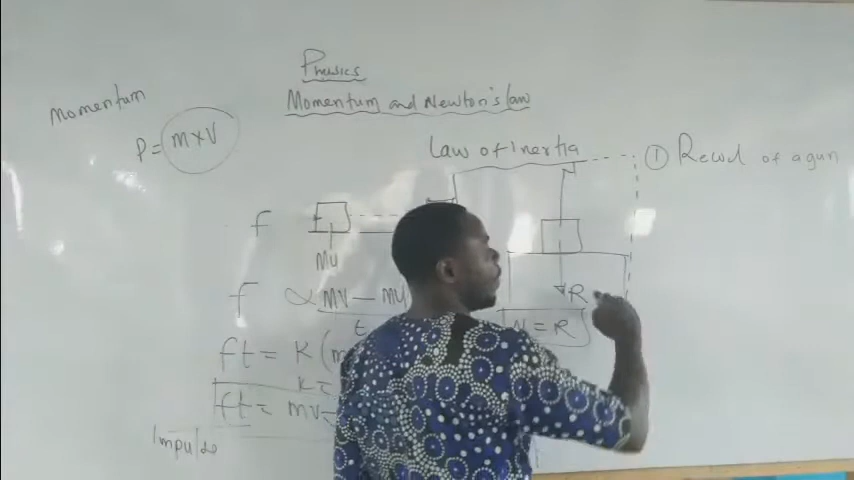 Physics
Momentum and Newton's law
momentum
P = m x V
Law of Inertia
① Recoil of a gun
f
mu
f ∝ mv - mu
t
R
N = R
ft = K (m
K =
ft = mv -
Impulse